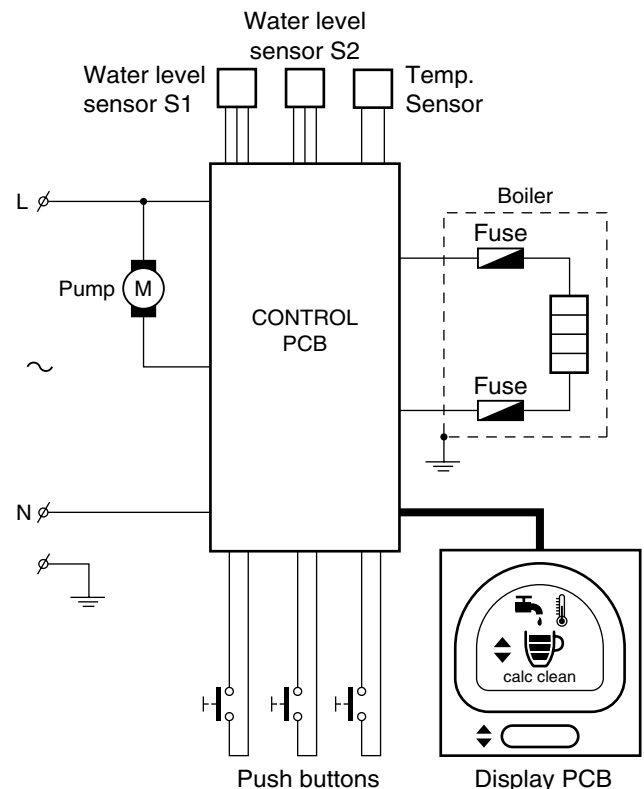 Water level
sensor S2
Water level
sensor S1
Temp.
Sensor
L
Boiler
Fuse
Pump
M
CONTROL
PCB
~
Fuse
N
calc clean
Push buttons
Display PCB